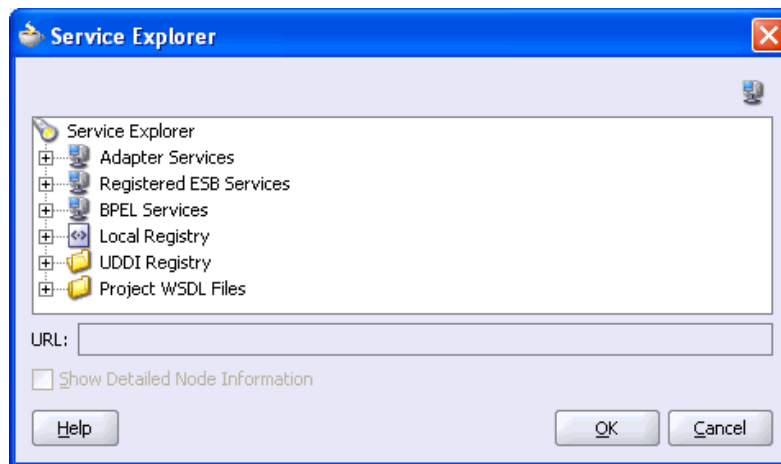 Service Explorer
Service Explorer
Adapter Services
Registered ESB Services
BPEL Services
Local Registry
UDDI Registry
Project WSDL Files
URL:
Show Detailed Node Information
Help
OK
Cancel